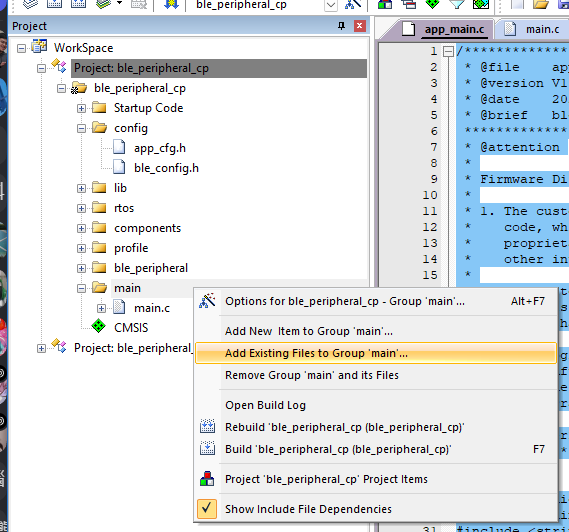 ble_peripheral_cp
Project
app_main.c
main.c
WorkSpace
Project: ble_peripheral_cp
ble_peripheral_cp
Startup Code
config
app_cfg.h
ble_config.h
lib
rtos
components
profile
ble_peripheral
main
main.c
CMSIS
Project: ble_peripheral_
1 /**************
2 * @file app
3 * @version V1
4 * @date 20
5 * @brief bl
6 **************
7 * @attention
8 *
9 * Firmware Di
10 *
11 * 1. The cust
12 code, wh
13 proprieta
14 other in
15 *
#include <stri
Options for ble_peripheral_cp - Group 'main'... Alt+F7
Add New Item to Group 'main'...
Add Existing Files to Group 'main'...
Remove Group 'main' and its Files
Open Build Log
Rebuild 'ble_peripheral_cp (ble_peripheral_cp)'
Build 'ble_peripheral_cp (ble_peripheral_cp)' F7
Project 'ble_peripheral_cp' Project Items
Show Include File Dependencies